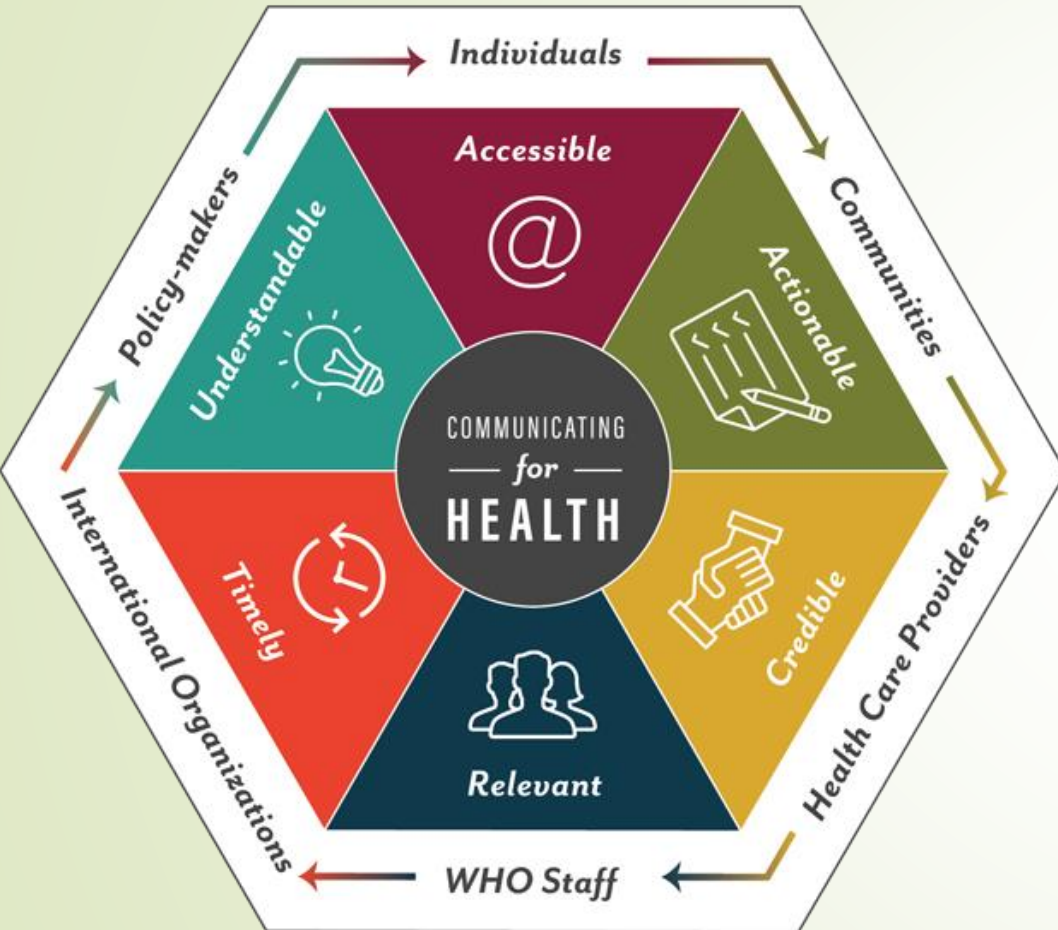 Individuals
Communities
Health Care Providers
WHO Staff
International Organizations
Policy-makers
Accessible
@
Actionable
Credible
Relevant
Timely
Understandable
COMMUNICATING
for
HEALTH